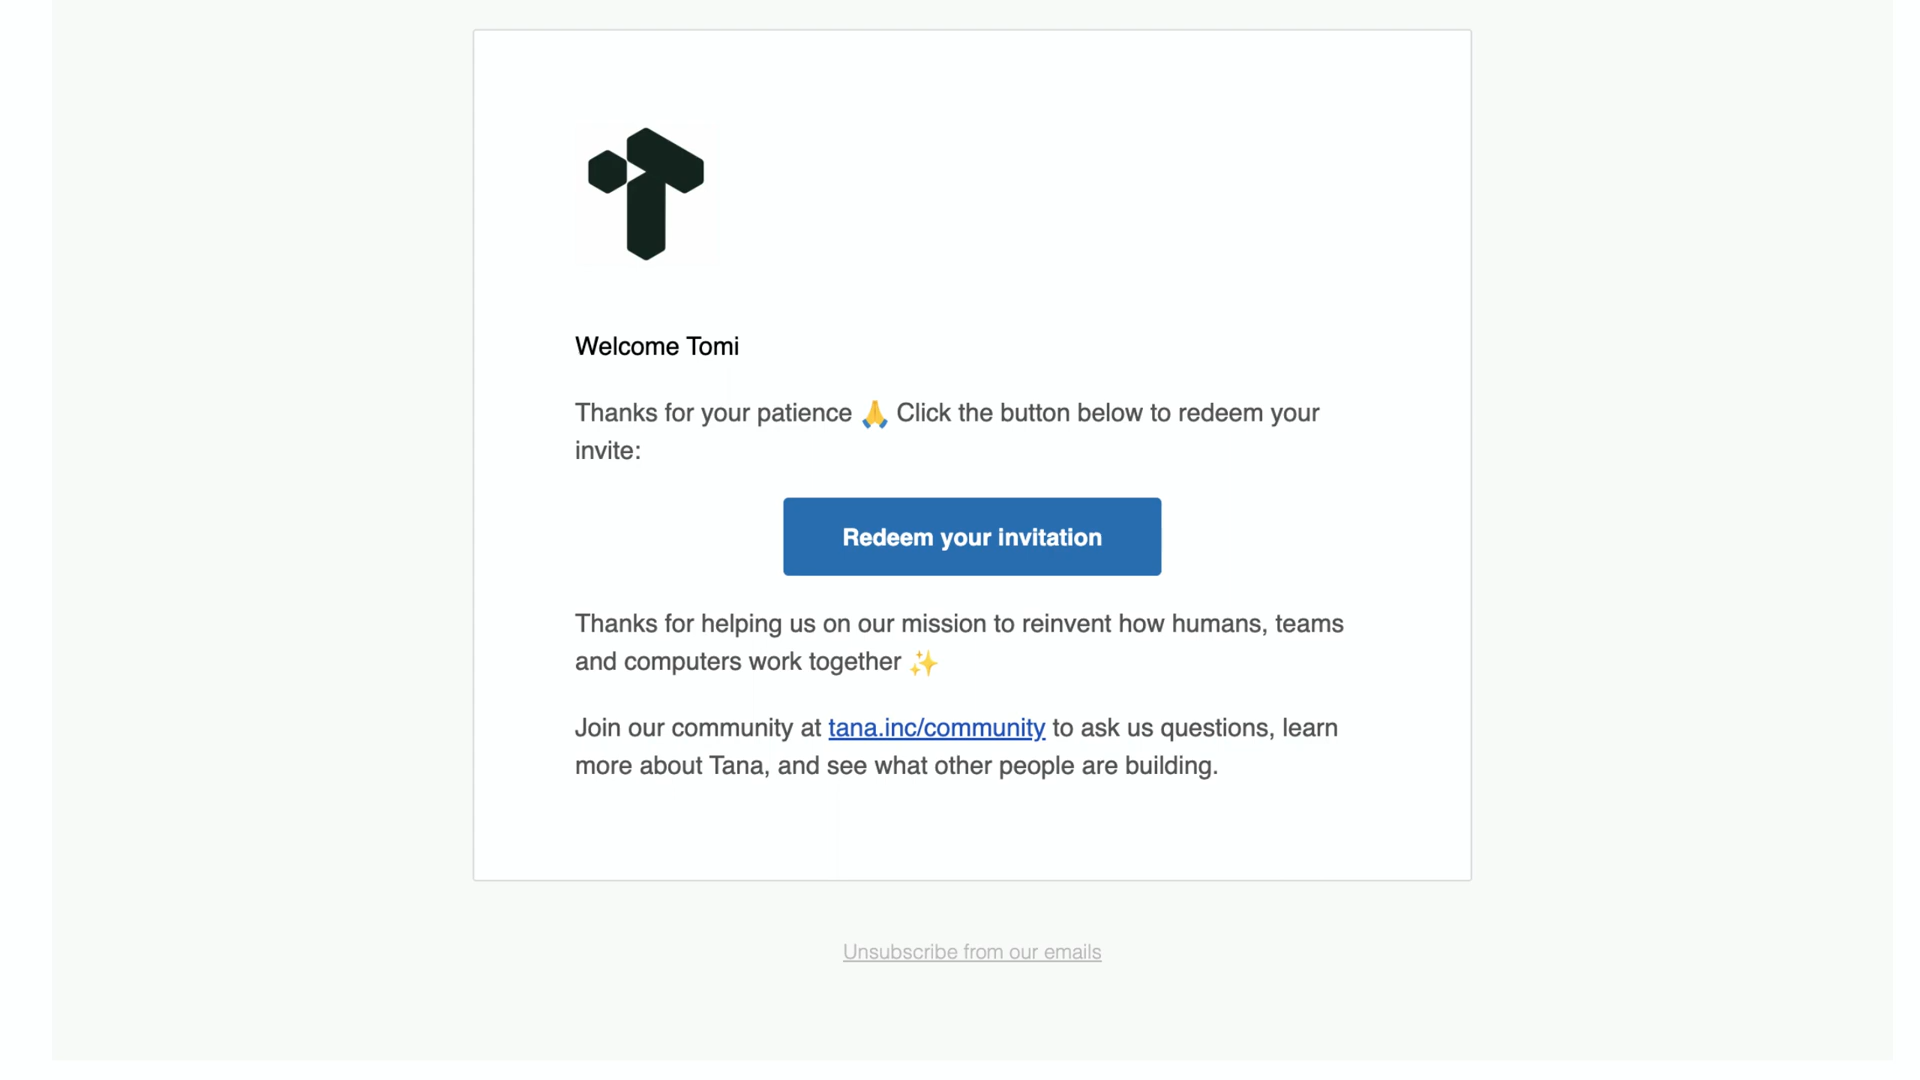 Welcome Tomi
Thanks for your patience 🙏 Click the button below to redeem your
invite:
Redeem your invitation
Thanks for helping us on our mission to reinvent how humans, teams
and computers work together ✨
Join our community at tana.inc/community to ask us questions, learn
more about Tana, and see what other people are building.
Unsubscribe from our emails